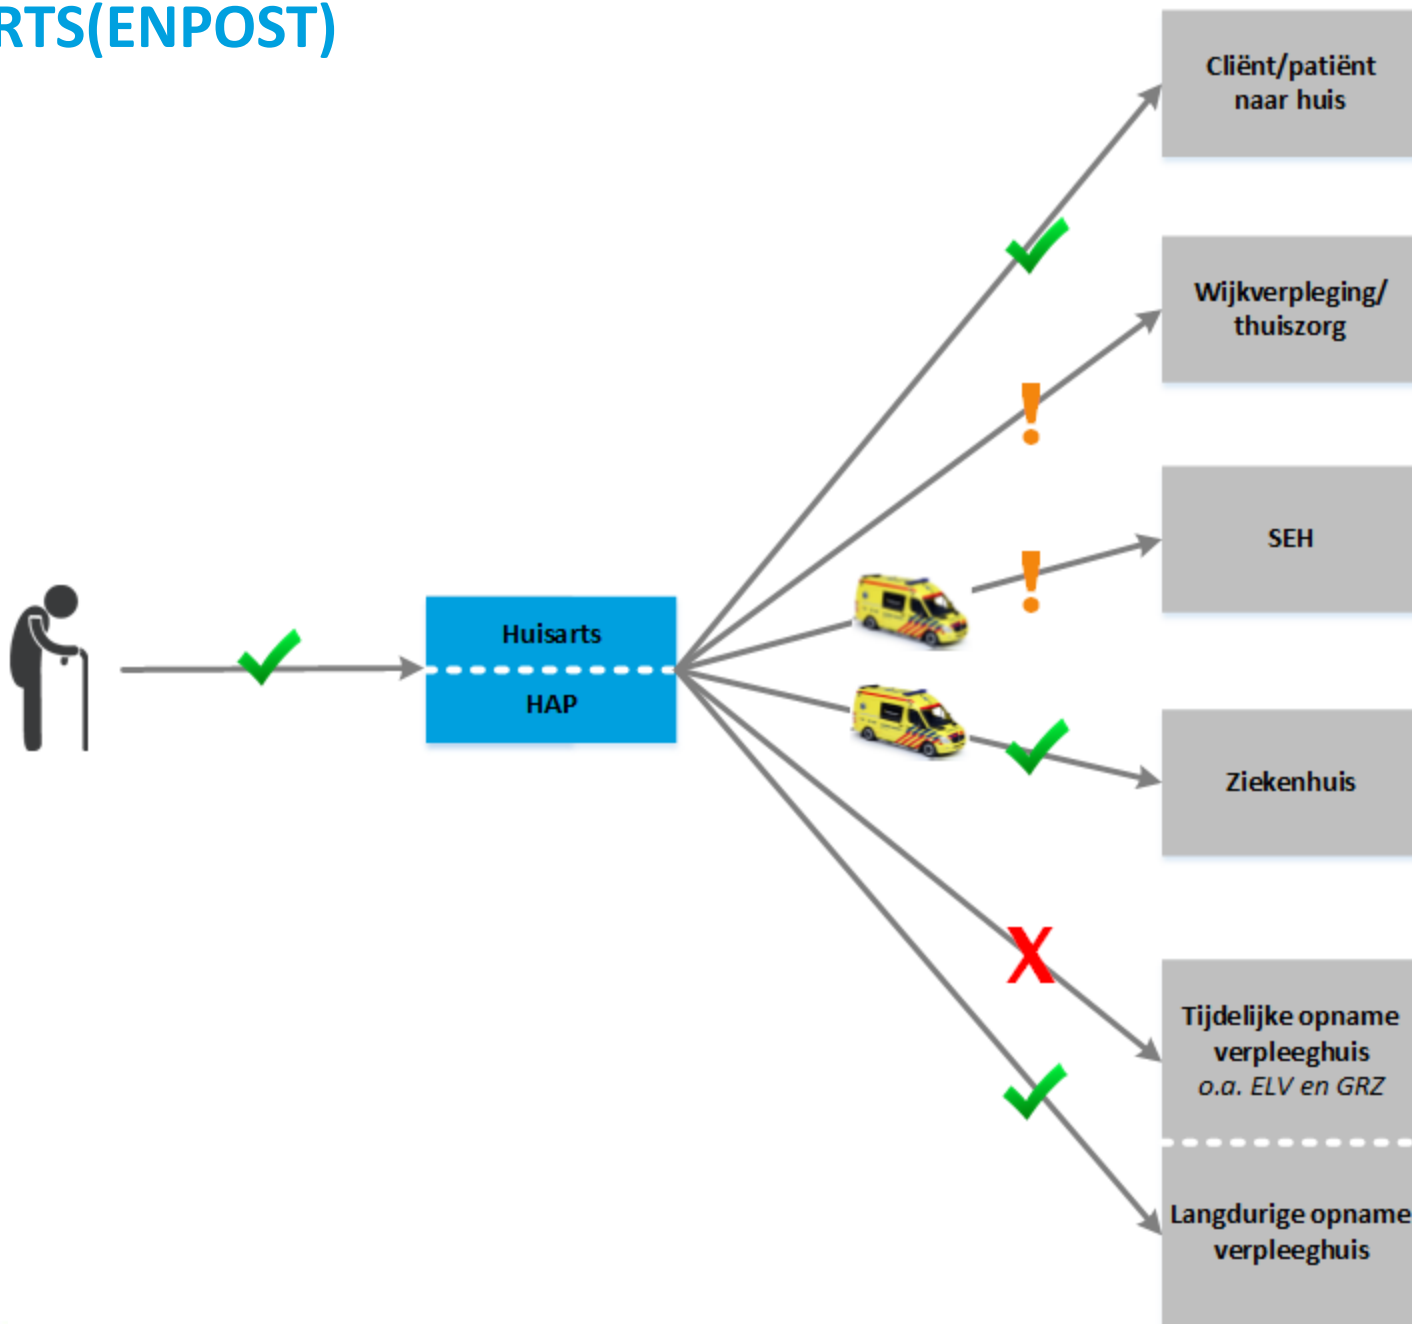 RTS(ENPOST)
Cliënt/patiënt
naar huis
Wijkverpleging/
thuiszorg
SEH
Huisarts
HAP
Ziekenhuis
Tijdelijke opname
verpleeghuis
o.a. ELV en GRZ
Langdurige opname
verpleeghuis